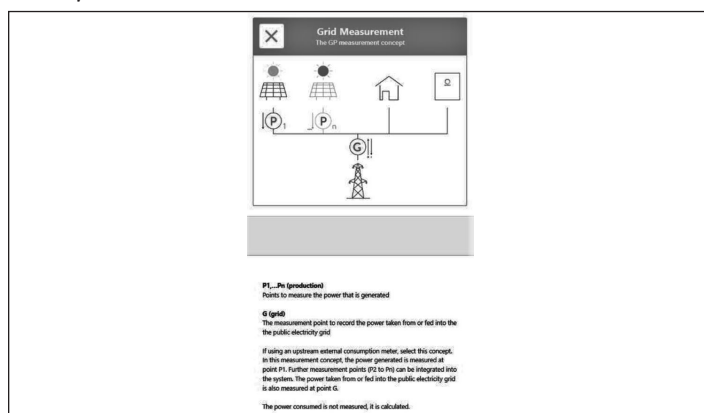 Grid Measurement
The GP measurement concept
P 1
P n
G
P1,...Pn (production)
Points to measure the power that is generated
G (grid)
The measurement point to record the power taken from or fed into the
the public electricity grid
If using an upstream external consumption meter, select this concept.
In this measurement concept, the power generated is measured at
point P1. Further measurement points (P2 to Pn) can be integrated into
the system. The power taken from or fed into the public electricity grid
is also measured at point G.
The power consumed is not measured, it is calculated.